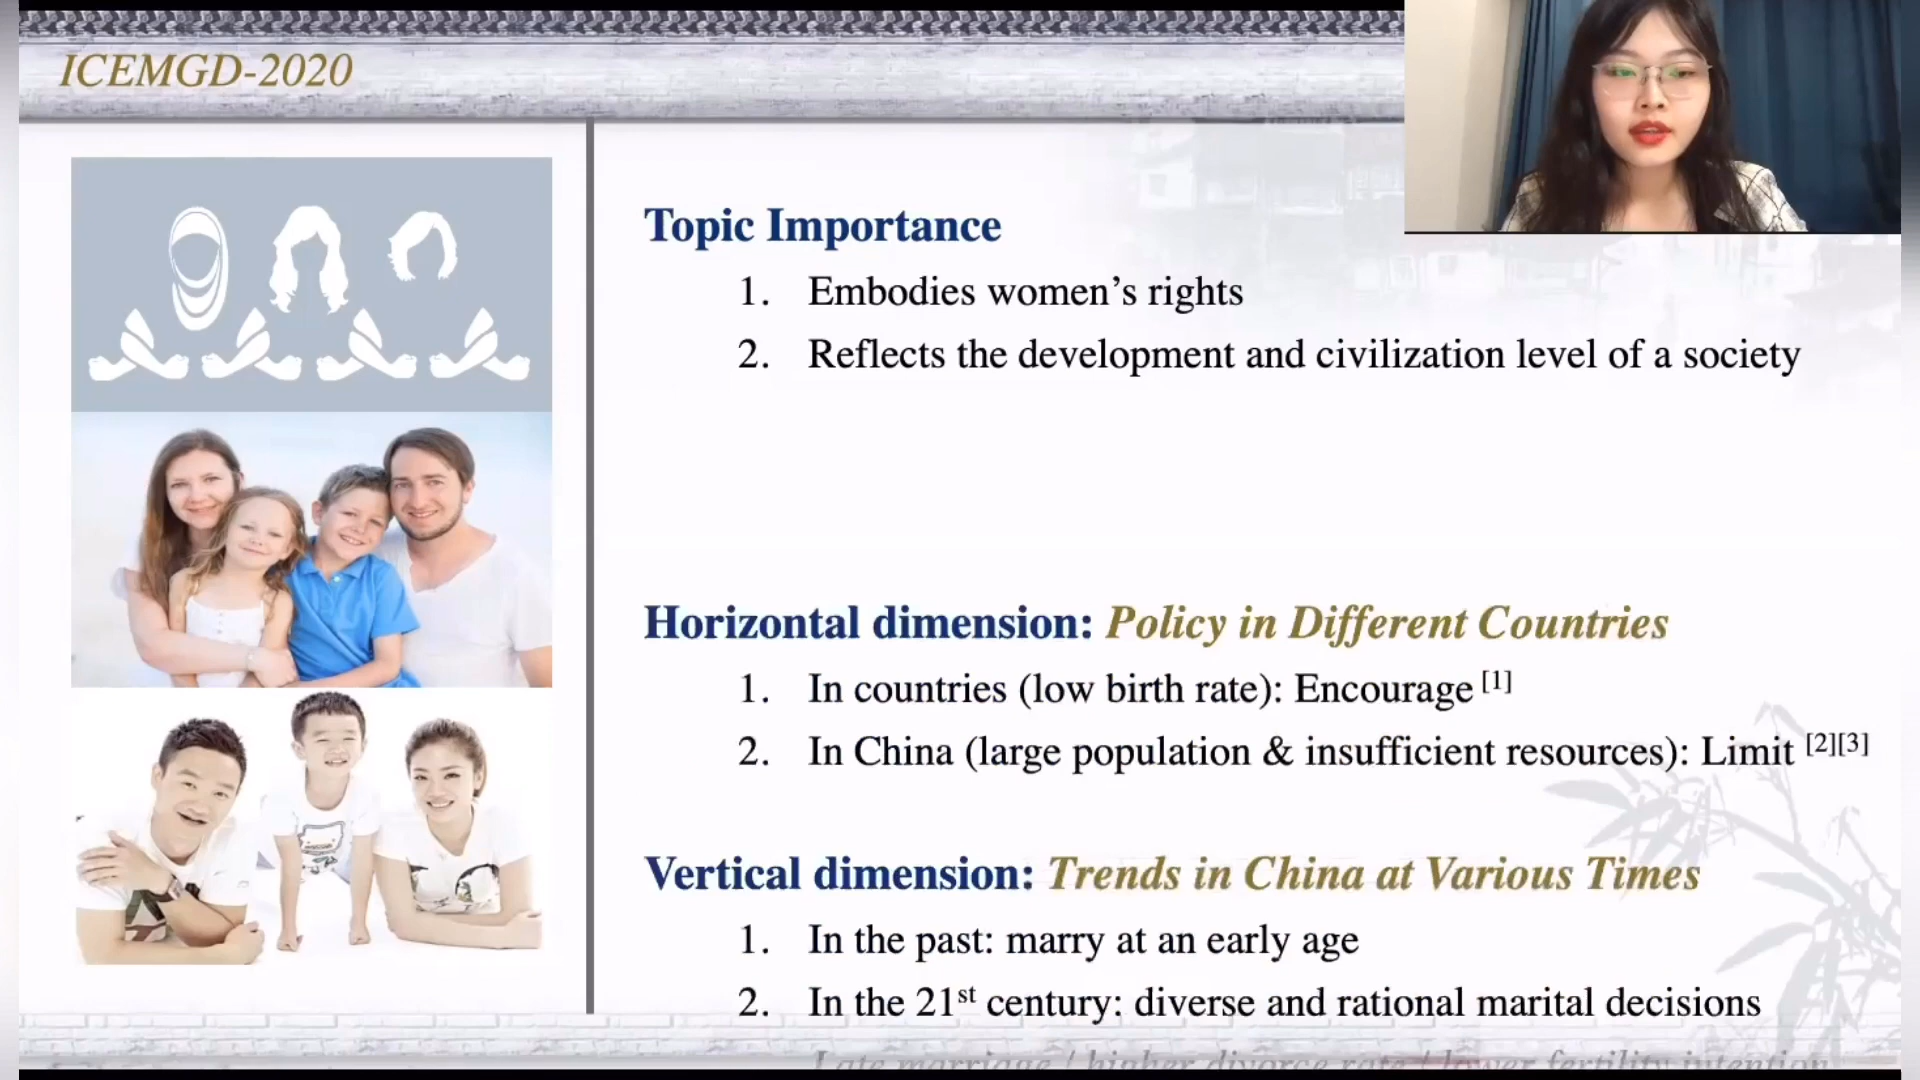 ICEMGD-2020
Topic Importance
1. Embodies women's rights
2. Reflects the development and civilization level of a society
Horizontal dimension: Policy in Different Countries
1. In countries (low birth rate): Encourage [1]
2. In China (large population & insufficient resources): Limit [2][3]
Vertical dimension: Trends in China at Various Times
1. In the past: marry at an early age
2. In the 21st century: diverse and rational marital decisions
Late marriage / higher divorce rate / lower fertility intention